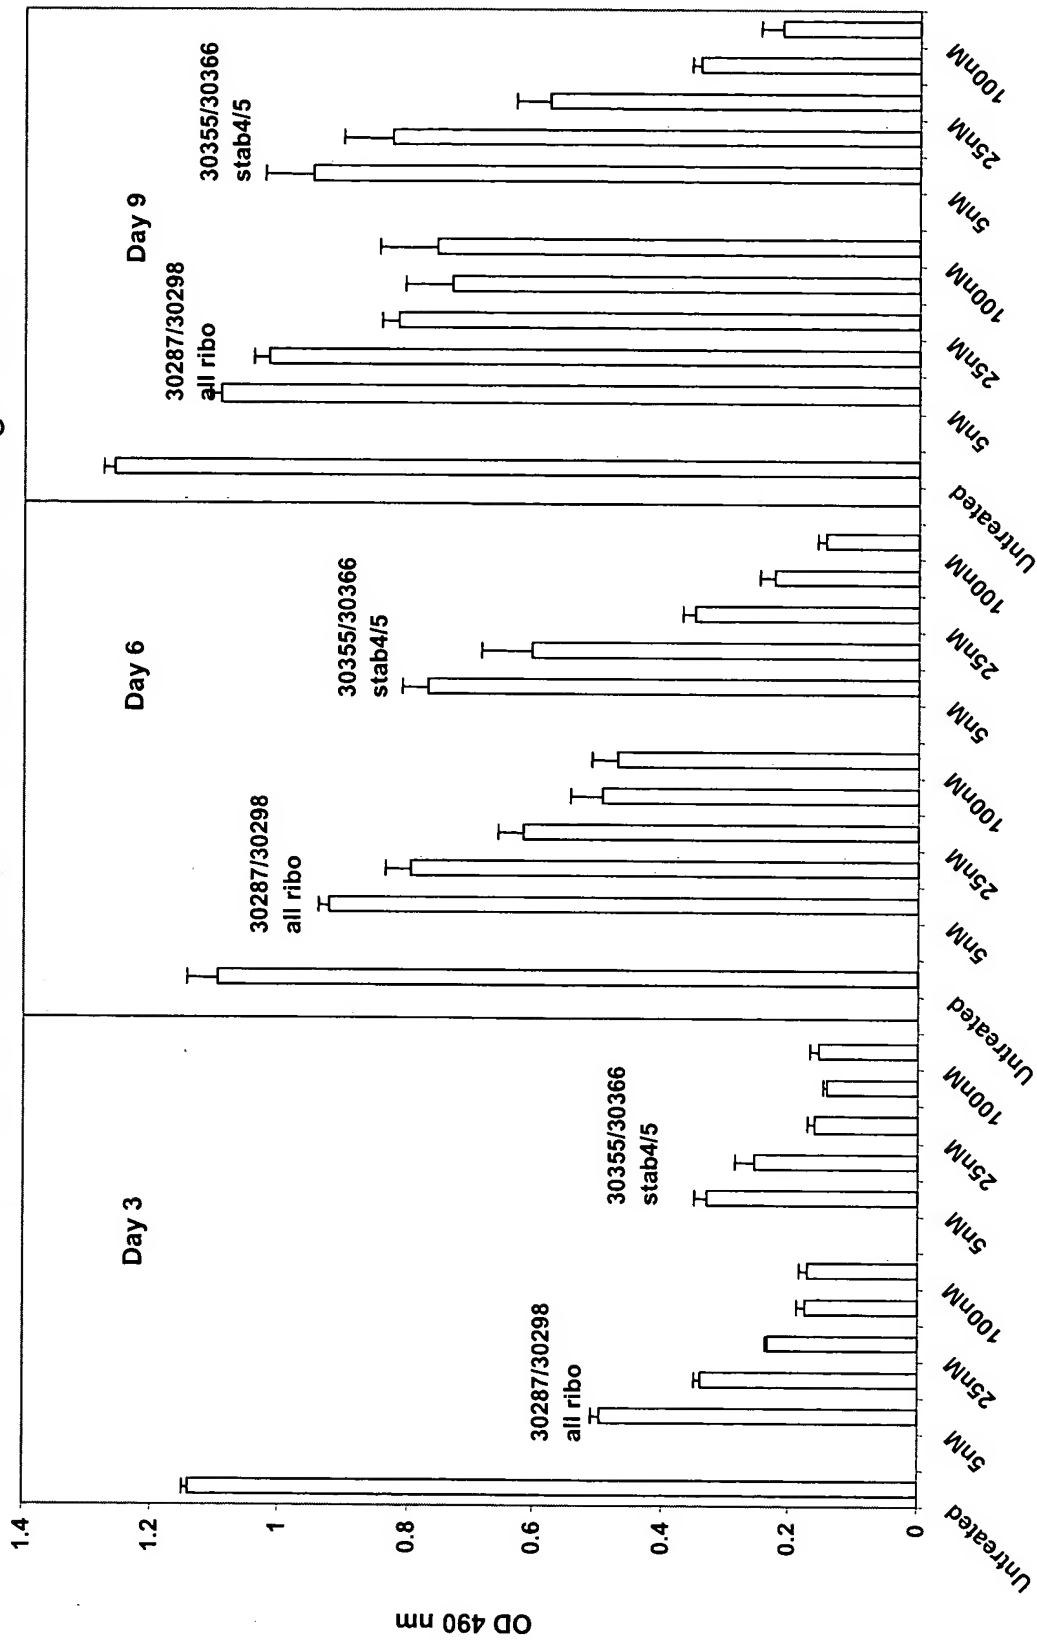 Day 3
Day 6
Day 9
30287/30298
all ribo
30355/30366
stab4/5
30287/30298
all ribo
30355/30366
stab4/5
30287/30298
all ribo
30355/30366
stab4/5
OD 490 nm
1.4
1.2
1
0.8
0.6
0.4
0.2
0
Untreated
5nM
25nM
100nM
5nM
25nM
100nM
Untreated
5nM
25nM
100nM
5nM
25nM
100nM
Untreated
5nM
25nM
100nM
5nM
25nM
100nM